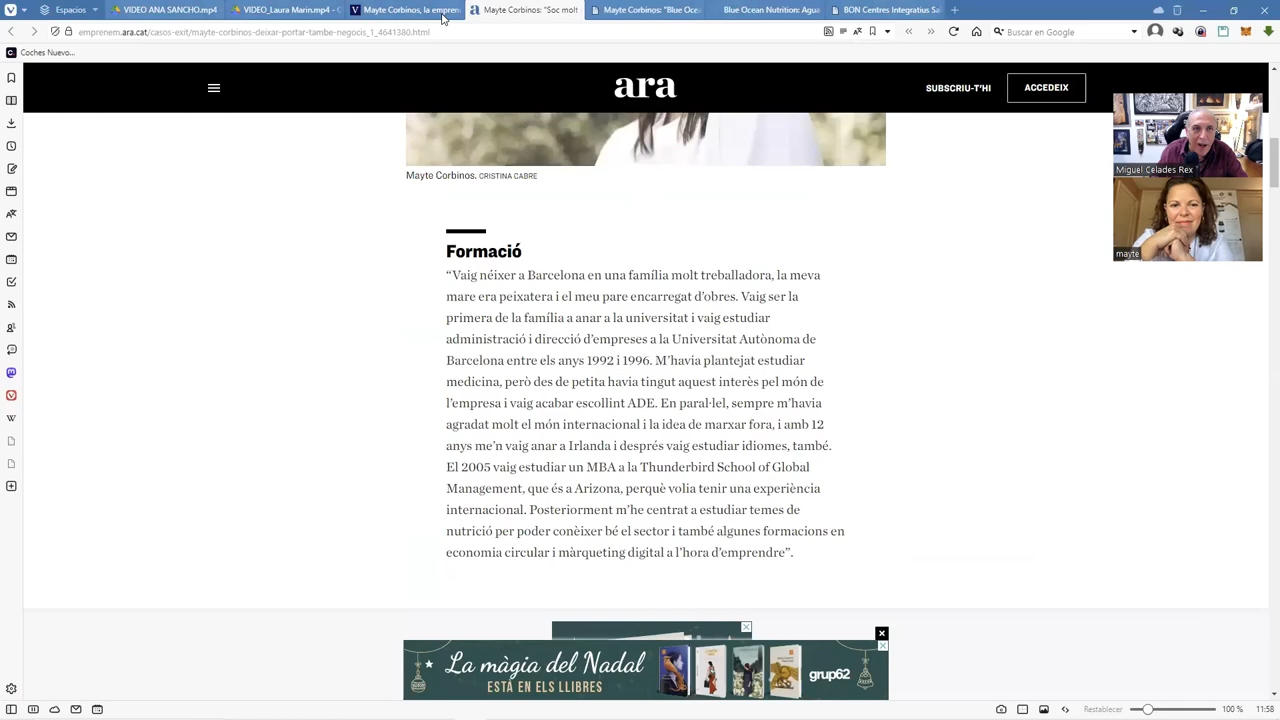 Espacios
VIDEO ANA SANCHO.mp4 -
VIDEO_Laura Marin.mp4 - G
Mayte Corbinos, la empren
Mayte Corbinos: "Soc molt
Mayte Corbinos: "Blue Oce
Blue Ocean Nutrition: Agua
BON Centres Integratius Sa
emprenem.ara.cat/casos-exit/mayte-corbinos-deixar-portar-tambe-negocis_1_4641380.html
Buscar en Google
Coches Nuevo...
ara
SUBSCRIU-T'HI
ACCEDEIX
Miguel Celades Rex
mayte
Mayte Corbinos. CRISTINA CABRE
Formació
“Vaig néixer a Barcelona en una família molt treballadora, la meva
mare era peixatera i el meu pare encarregat d’obres. Vaig ser la
primera de la família a anar a la universitat i vaig estudiar
administració i direcció d’empreses a la Universitat Autònoma de
Barcelona entre els anys 1992 i 1996. M’havia plantejat estudiar
medicina, però des de petita havia tingut aquest interès pel món de
l’empresa i vaig acabar escollint ADE. En paral·lel, sempre m’havia
agradat molt el món internacional i la idea de marxar fora, i amb 12
anys me’n vaig anar a Irlanda i després vaig estudiar idiomes, també.
El 2005 vaig estudiar un MBA a la Thunderbird School of Global
Management, que és a Arizona, perquè volia tenir una experiència
internacional. Posteriorment m’he centrat a estudiar temes de
nutrició per poder conèixer bé el sector i també algunes formacions en
economia circular i màrqueting digital a l’hora d’emprendre”.
La màgia del Nadal
ESTÀ EN ELS LLIBRES
grup62
Restablecer
100 %
11:58